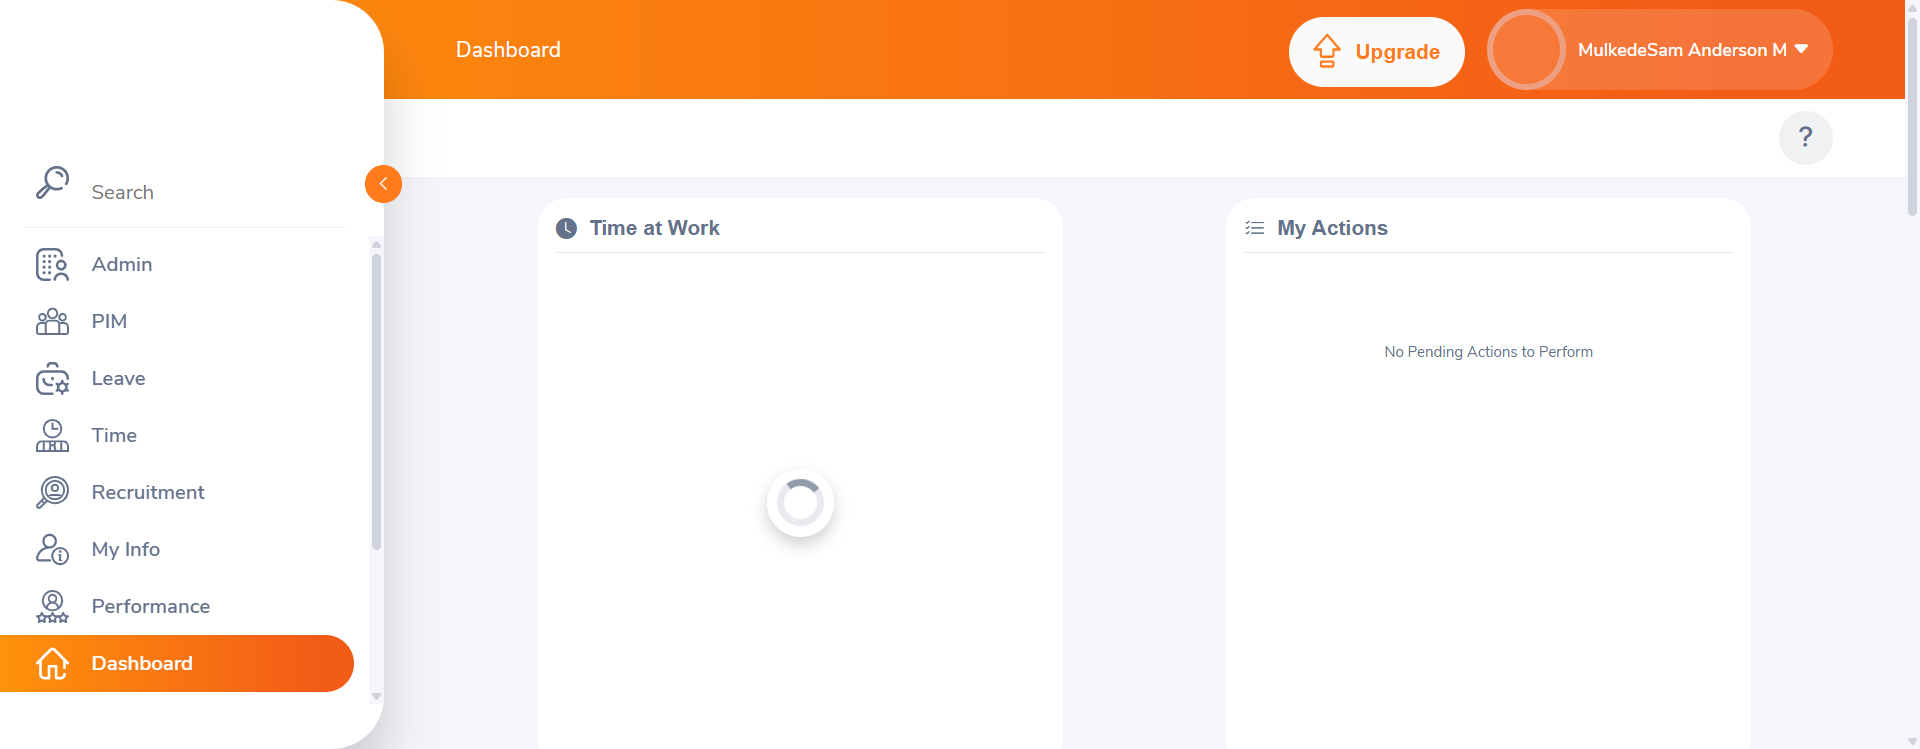 Dashboard
Upgrade
MulkedeSam Anderson M
?
Search
Admin
PIM
Leave
Time
Recruitment
My Info
Performance
Dashboard
Time at Work
My Actions
No Pending Actions to Perform